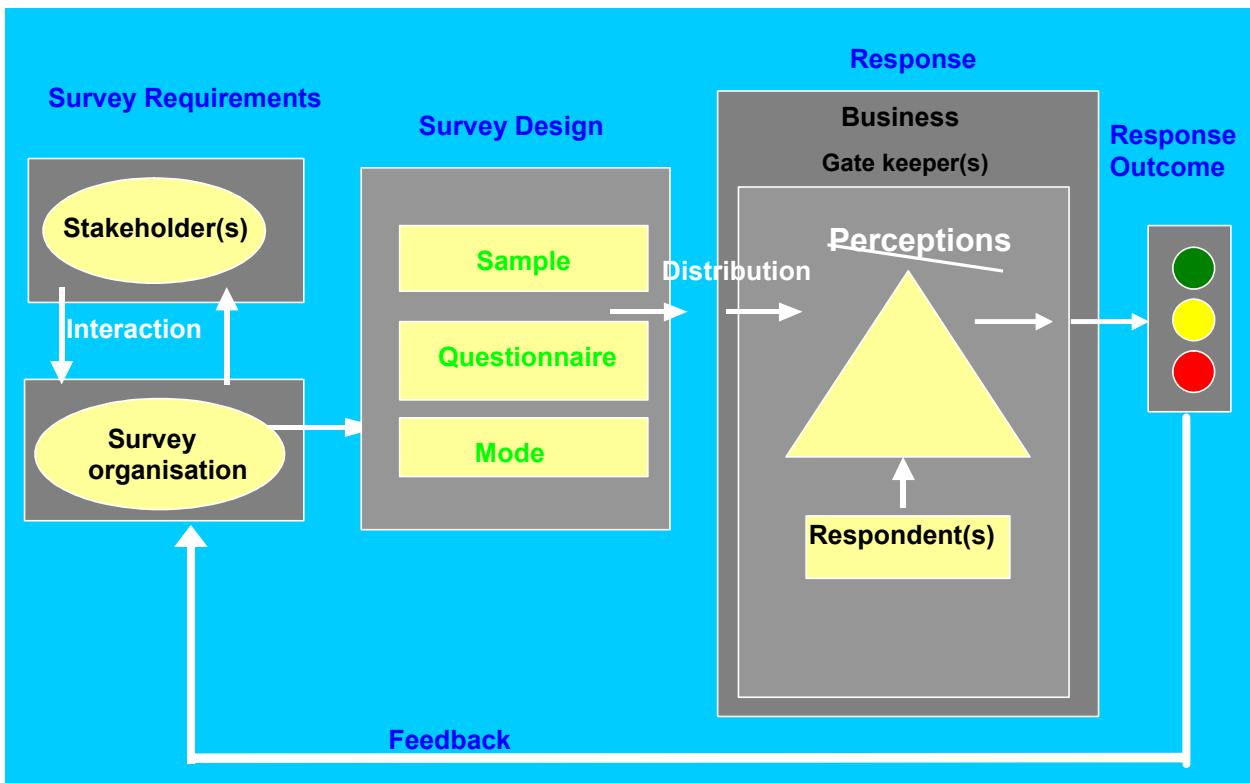 Survey Requirements
Stakeholder(s)
Interaction
Survey
organisation
Survey Design
Sample
Questionnaire
Mode
Distribution
Response
Business
Gate keeper(s)
Perceptions
Respondent(s)
Response
Outcome
Feedback